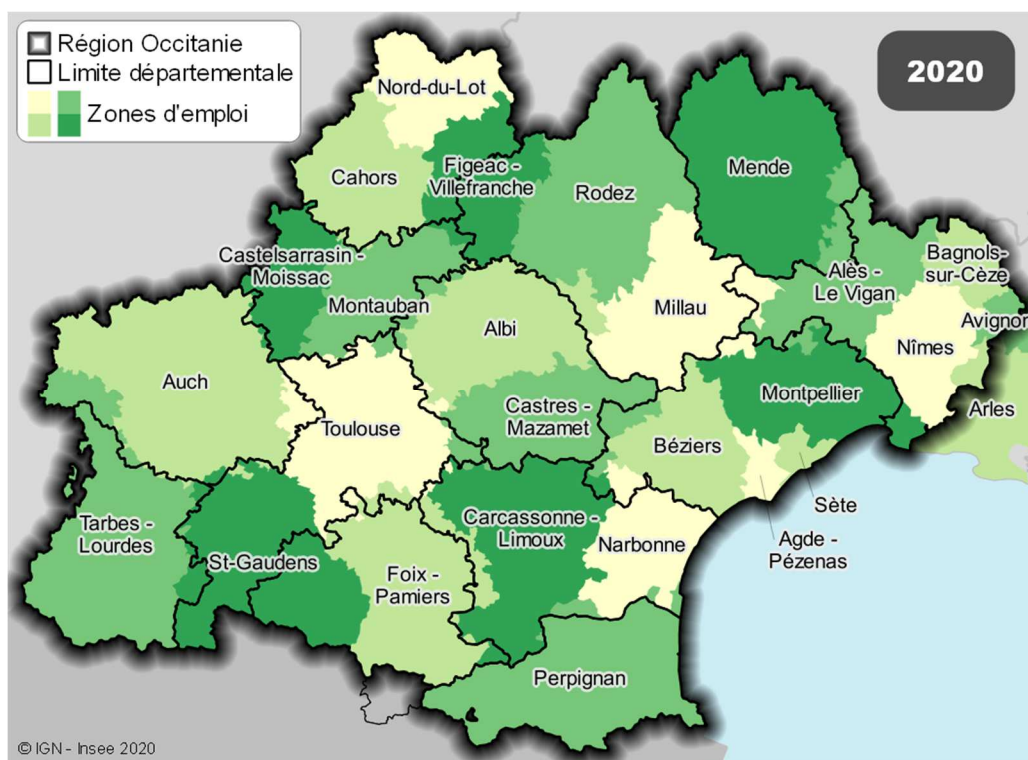 Région Occitanie
Limite départementale
Zones d'emploi
2020
Nord-du-Lot
Cahors
Figeac -
Villefranche
Rodez
Mende
Castelsarrasin -
Moissac
Montauban
Albi
Millau
Alès -
Le Vigan
Bagnols-
sur-Cèze
Avignon
Nîmes
Arles
Auch
Toulouse
Castres -
Mazamet
Béziers
Montpellier
Sète
Agde -
Pézenas
Tarbes -
Lourdes
St-Gaudens
Foix -
Pamiers
Carcassonne -
Limoux
Narbonne
Perpignan
© IGN - Insee 2020